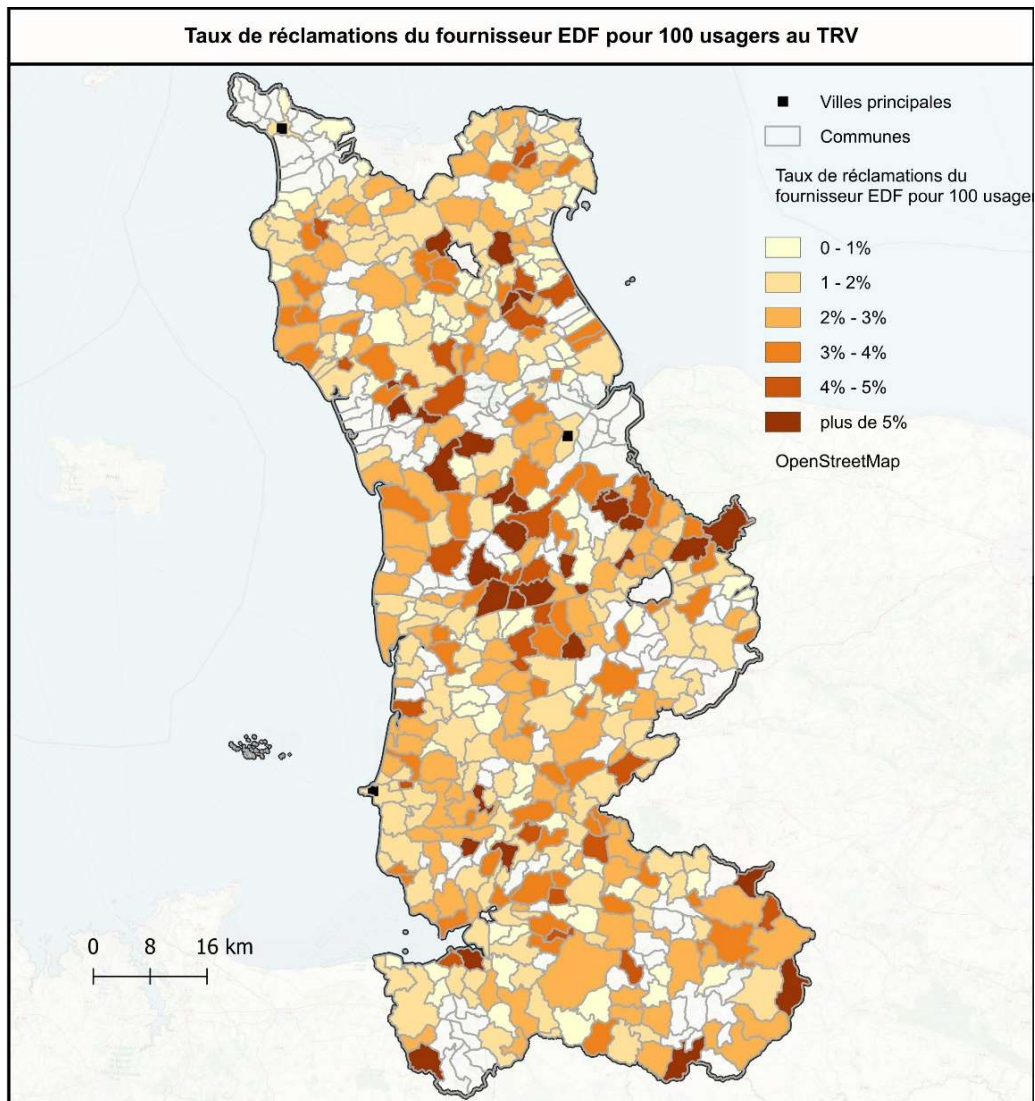 Taux de réclamations du fournisseur EDF pour 100 usagers au TRV
Villes principales
Communes
Taux de réclamations du
fournisseur EDF pour 100 usager
0 - 1%
1 - 2%
2% - 3%
3% - 4%
4% - 5%
plus de 5%
OpenStreetMap
0 8 16 km